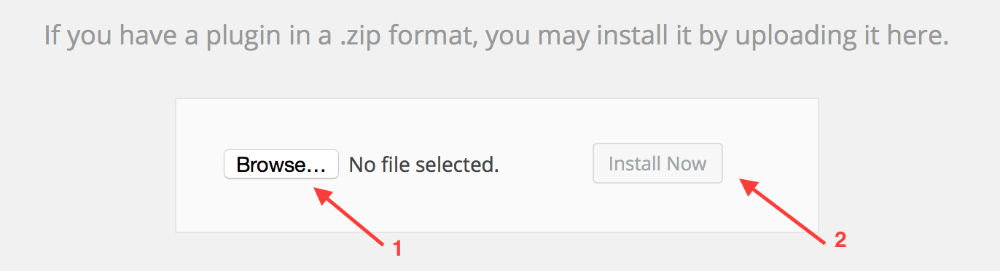 If you have a plugin in a .zip format, you may install it by uploading it here.
Browse... No file selected. Install Now
1 2